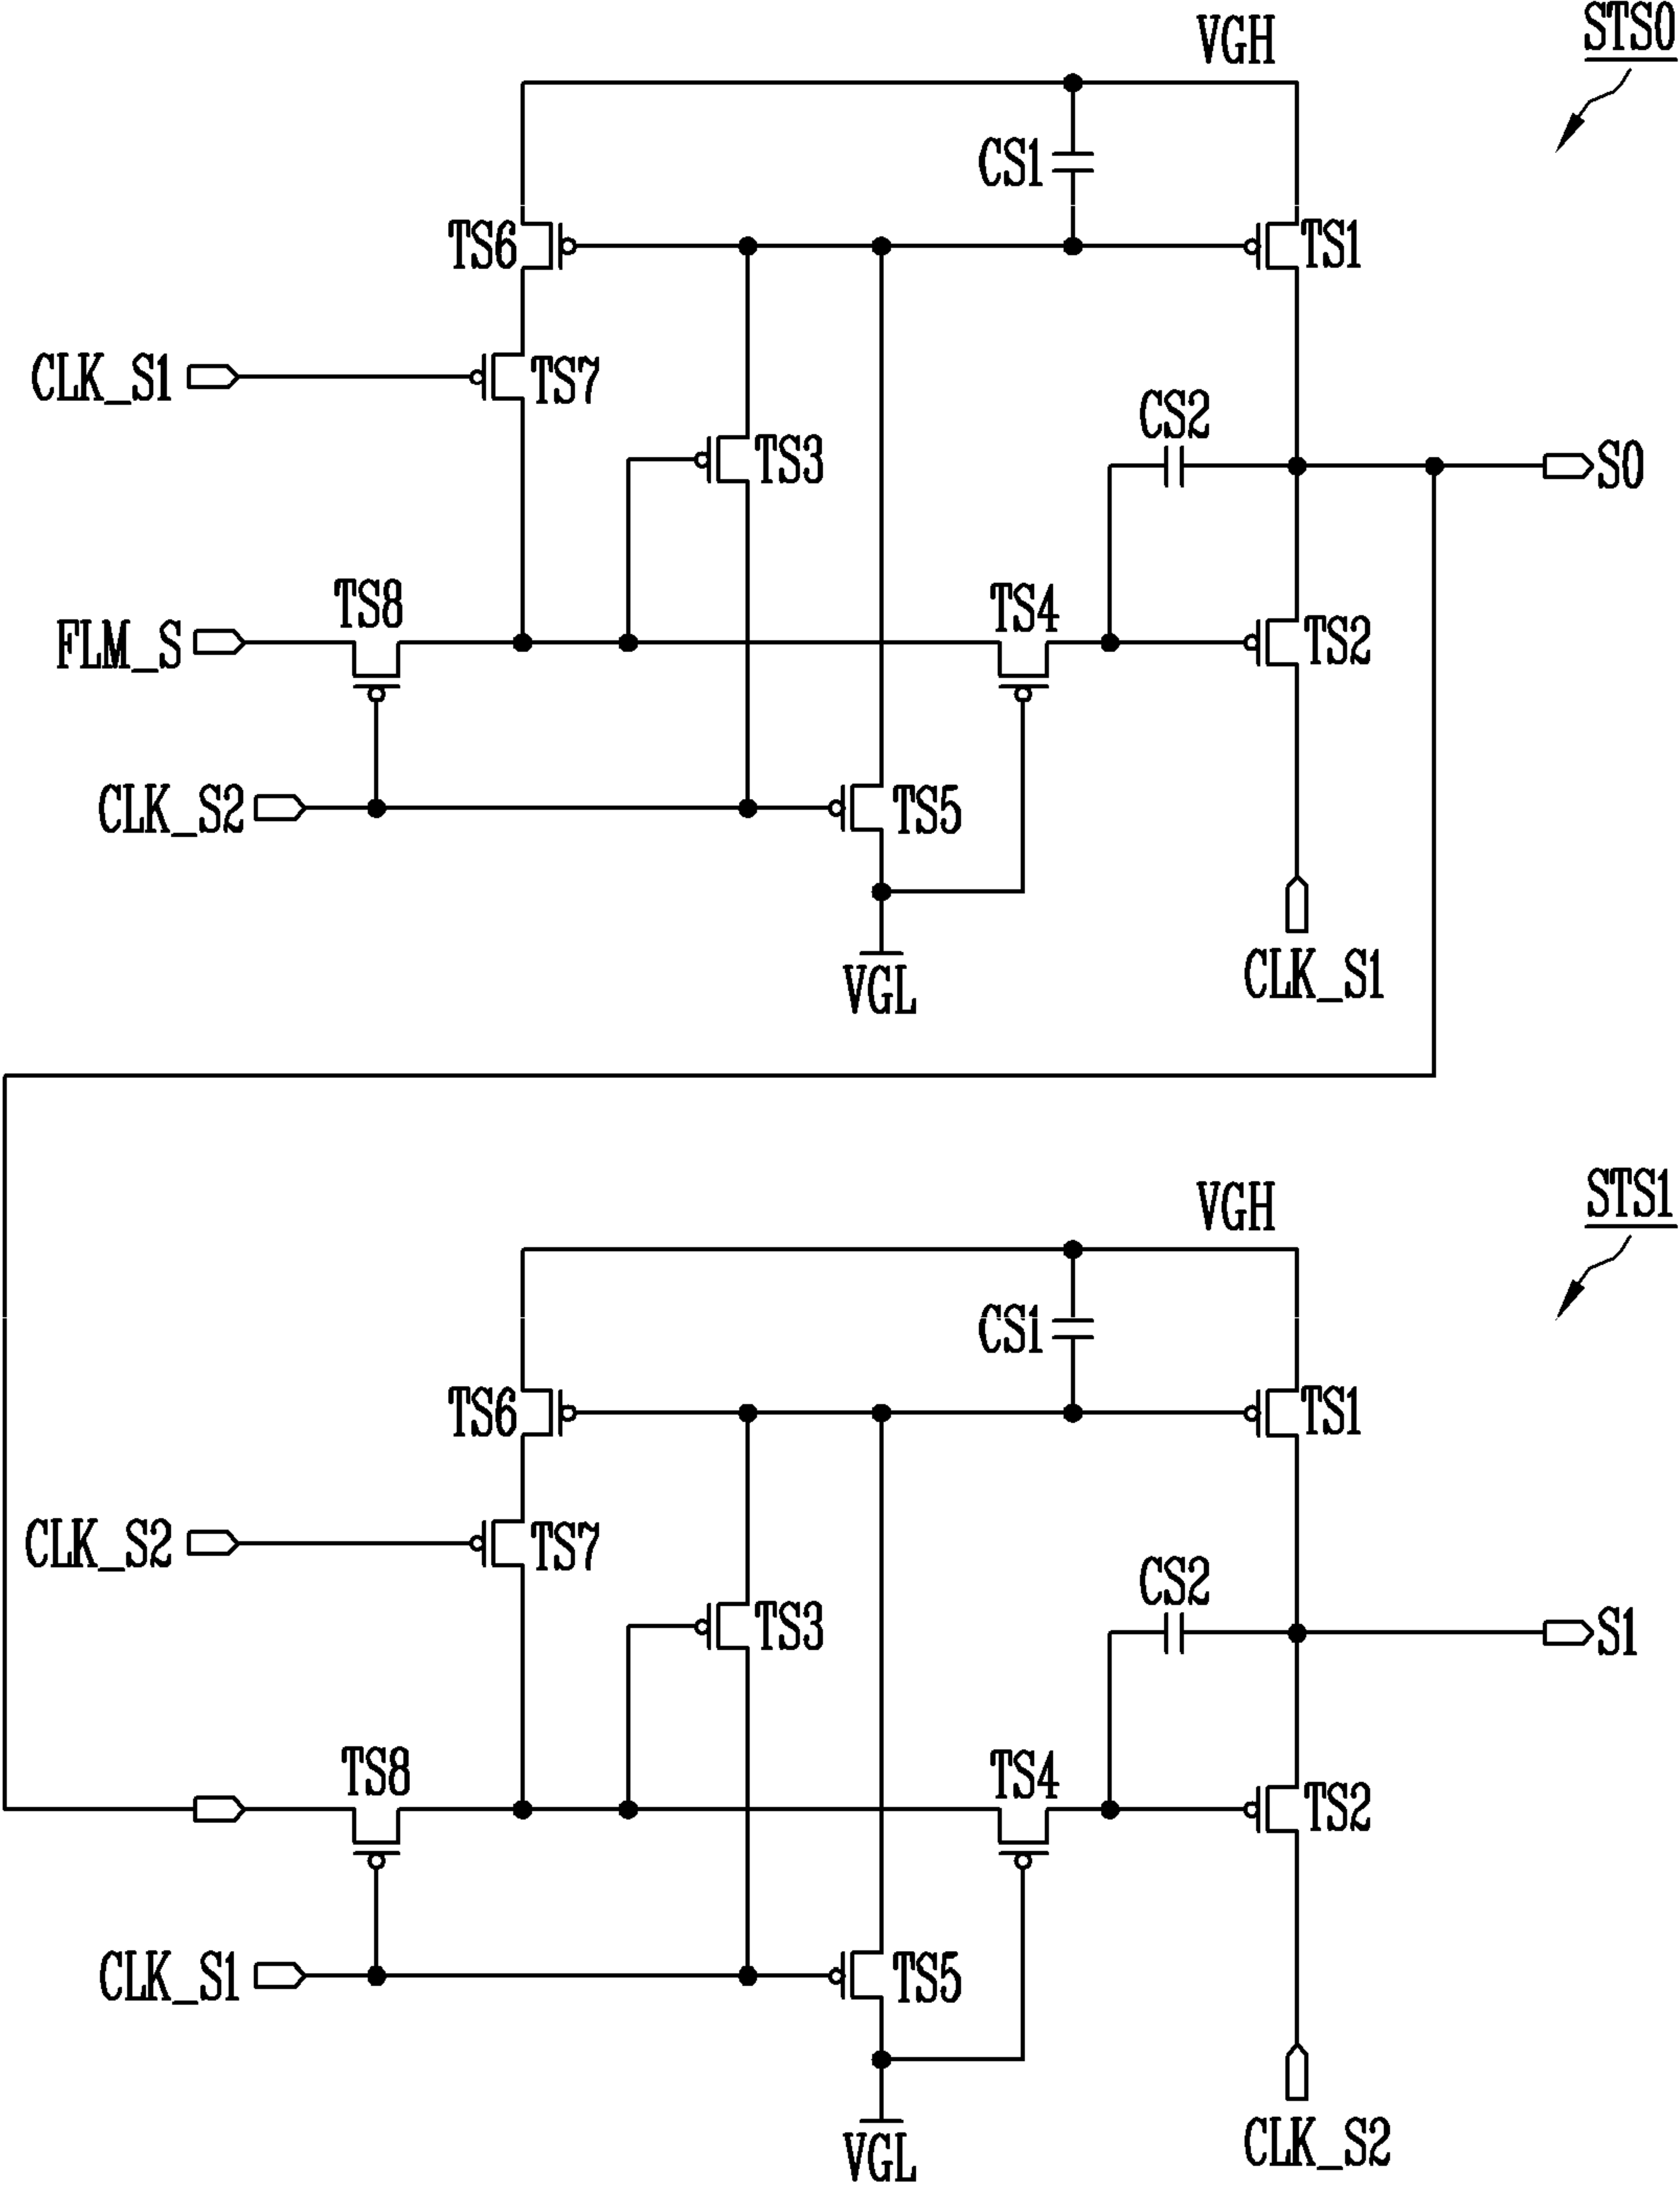 STS0
VGH
CS1
TS6
TS1
CLK_S1
TS7
CS2
TS3
S0
TS8
TS4
FLM_S
TS2
CLK_S2
TS5
CLK_S1
VGL
STS1
VGH
CS1
TS6
TS1
CLK_S2
TS7
CS2
TS3
S1
TS8
TS4
TS2
CLK_S1
TS5
CLK_S2
VGL